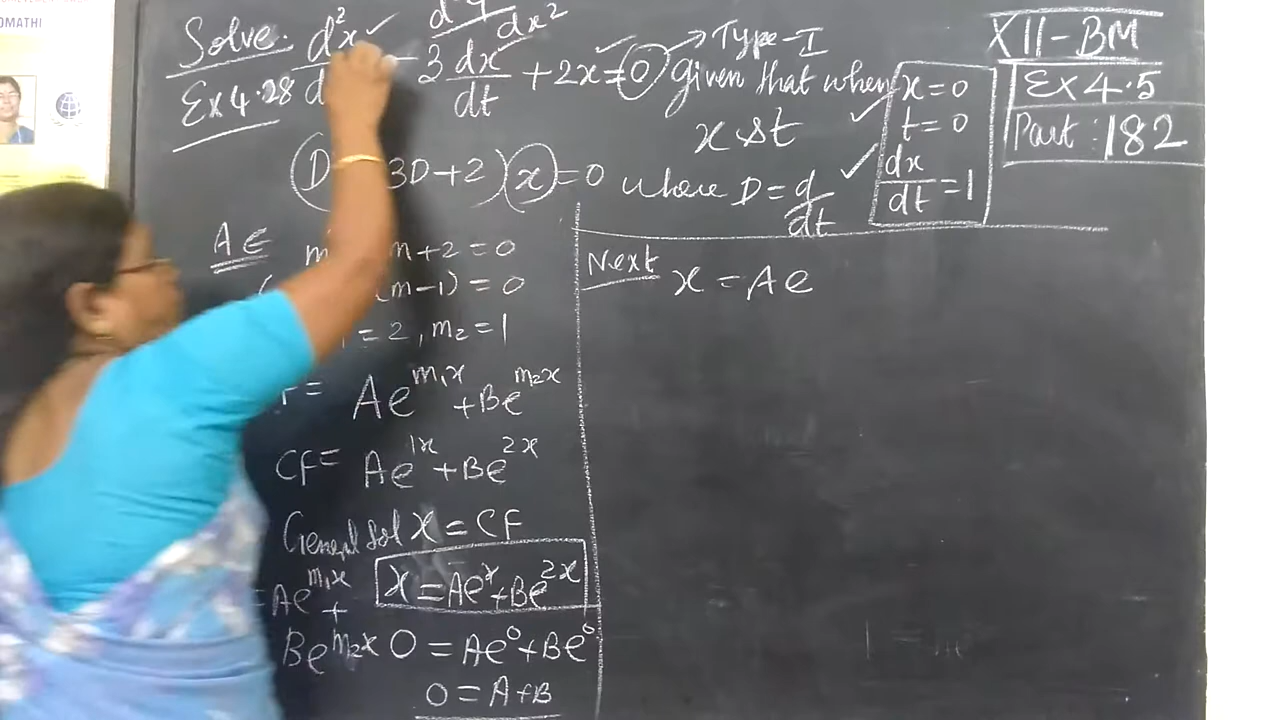 OMATHI
Solve. d²x/d − 3 dx/dt + 2x = 0 → Type-I
dx²
Ex 4.28
Given that when x = 0
t = 0
dx/dt = 1
x & t
XII-BM
Ex 4.5
Part : 182
(D 3D+2)(x) = 0 where D = d/dt
AE m m+2 = 0
(m−1) = 0
= 2, m₂ = 1
= Ae^m₁x + Be^m₂x
CF = Ae^1x + Be^2x
General Sol X = CF
= Ae^m₁x +
Be^m₂x
x = Ae^x + Be^2x
0 = Ae⁰ + Be⁰
0 = A+B
Next x = Ae